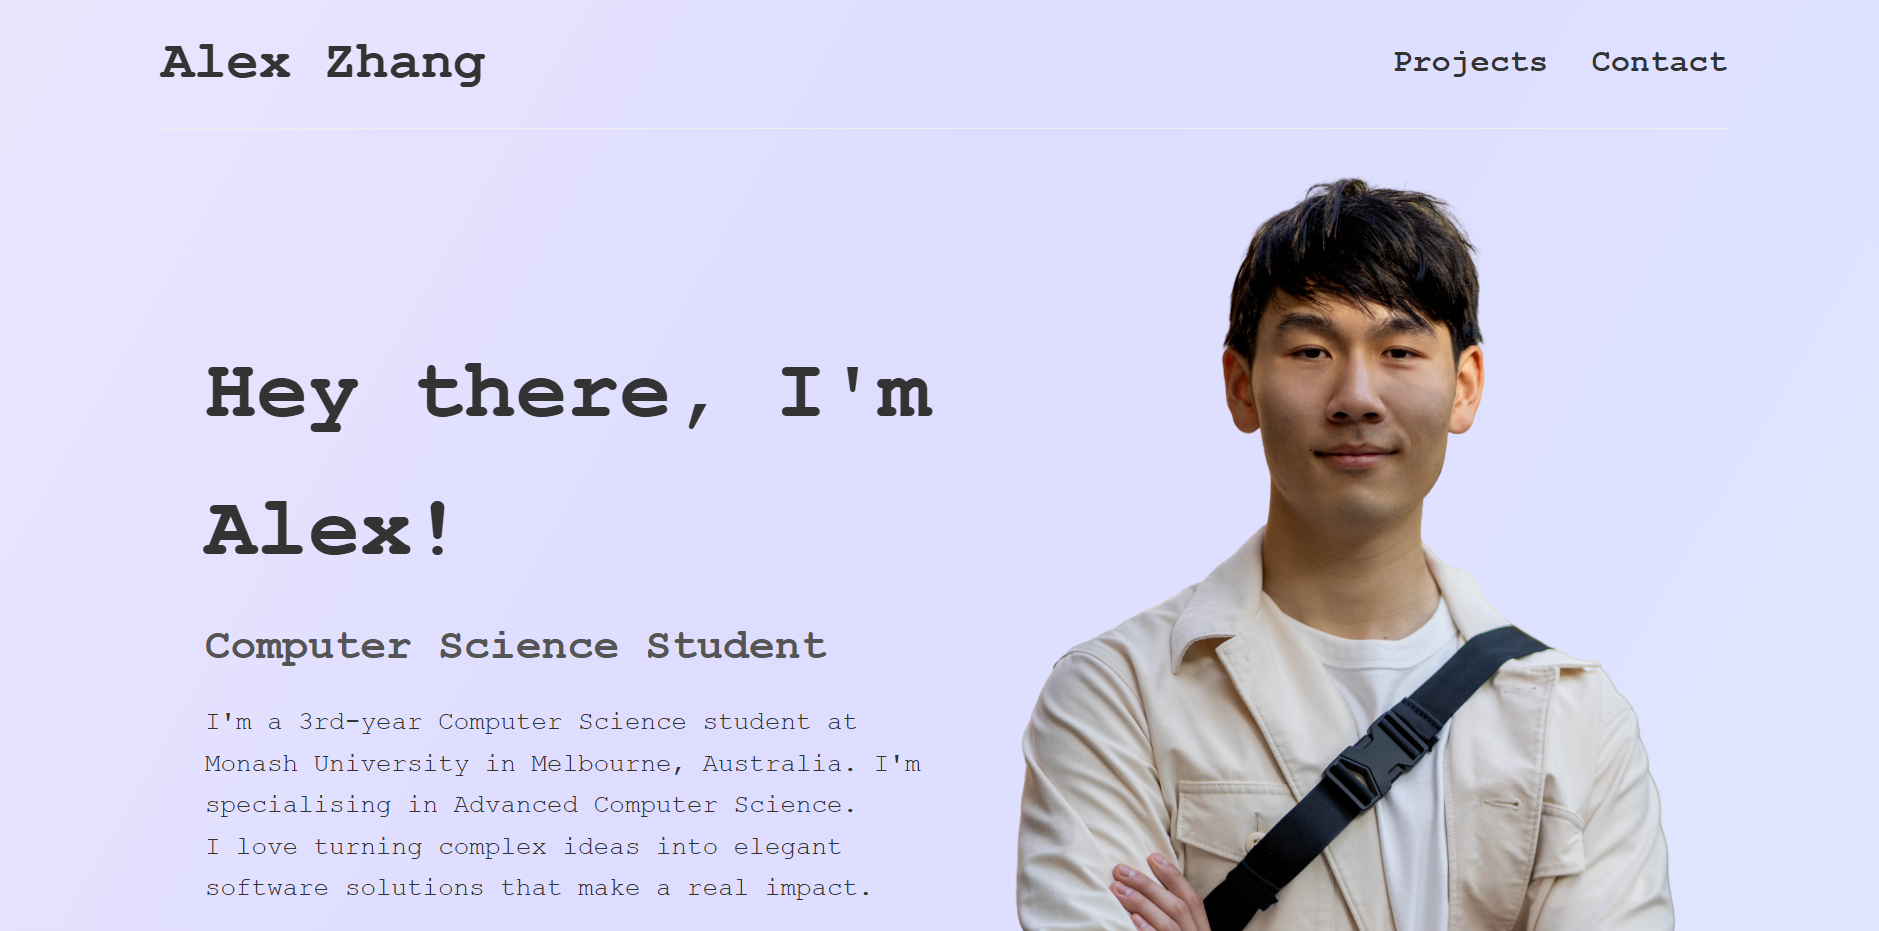 Alex Zhang
Projects Contact
Hey there, I'm
Alex!
Computer Science Student
I'm a 3rd-year Computer Science student at
Monash University in Melbourne, Australia. I'm
specialising in Advanced Computer Science.
I love turning complex ideas into elegant
software solutions that make a real impact.